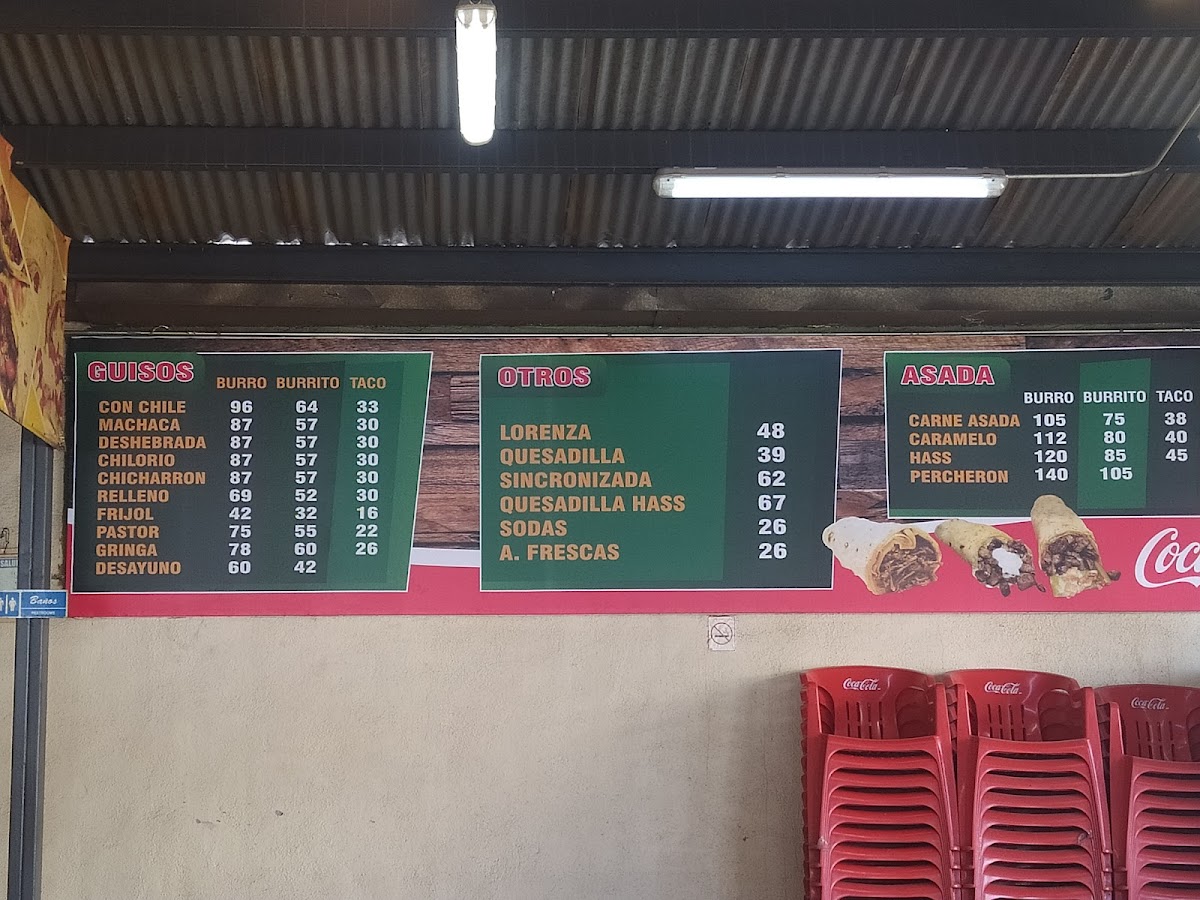 GUISOS
BURRO BURRITO TACO
CON CHILE 96 64 33
MACHACA 87 57 30
DESHEBRADA 87 57 30
CHILORIO 87 57 30
CHICHARRON 87 57 30
RELLENO 69 52 30
FRIJOL 42 32 16
PASTOR 75 55 22
GRINGA 78 60 26
DESAYUNO 60 42
OTROS
LORENZA 48
QUESADILLA 39
SINCRONIZADA 62
QUESADILLA HASS 67
SODAS 26
A. FRESCAS 26
ASADA
BURRO BURRITO TACO
CARNE ASADA 105 75 38
CARAMELO 112 80 40
HASS 120 85 45
PERCHERON 140 105
Coc
SALU
Baños
RESTROOMS
Coca-Cola
Coca-Cola
Coca-Cola